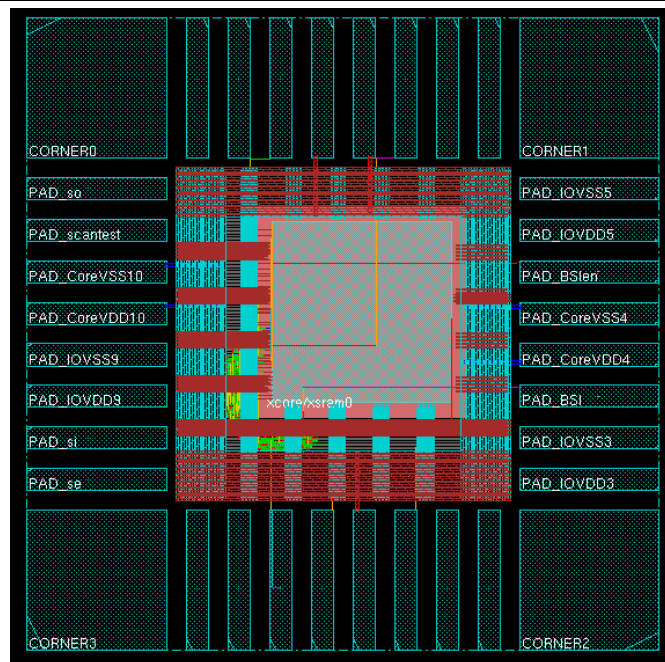 CORNER0
CORNER1
PAD_so
PAD_IOVSS5
PAD_scantest
PAD_IOVDD5
PAD_CoreVSS10
PAD_BSIen
PAD_CoreVDD10
PAD_CoreVSS4
PAD_IOVSS9
PAD_CoreVDD4
PAD_IOVDD9
PAD_BSI
xcore/xsram0
PAD_si
PAD_IOVSS3
PAD_se
PAD_IOVDD3
CORNER3
CORNER2